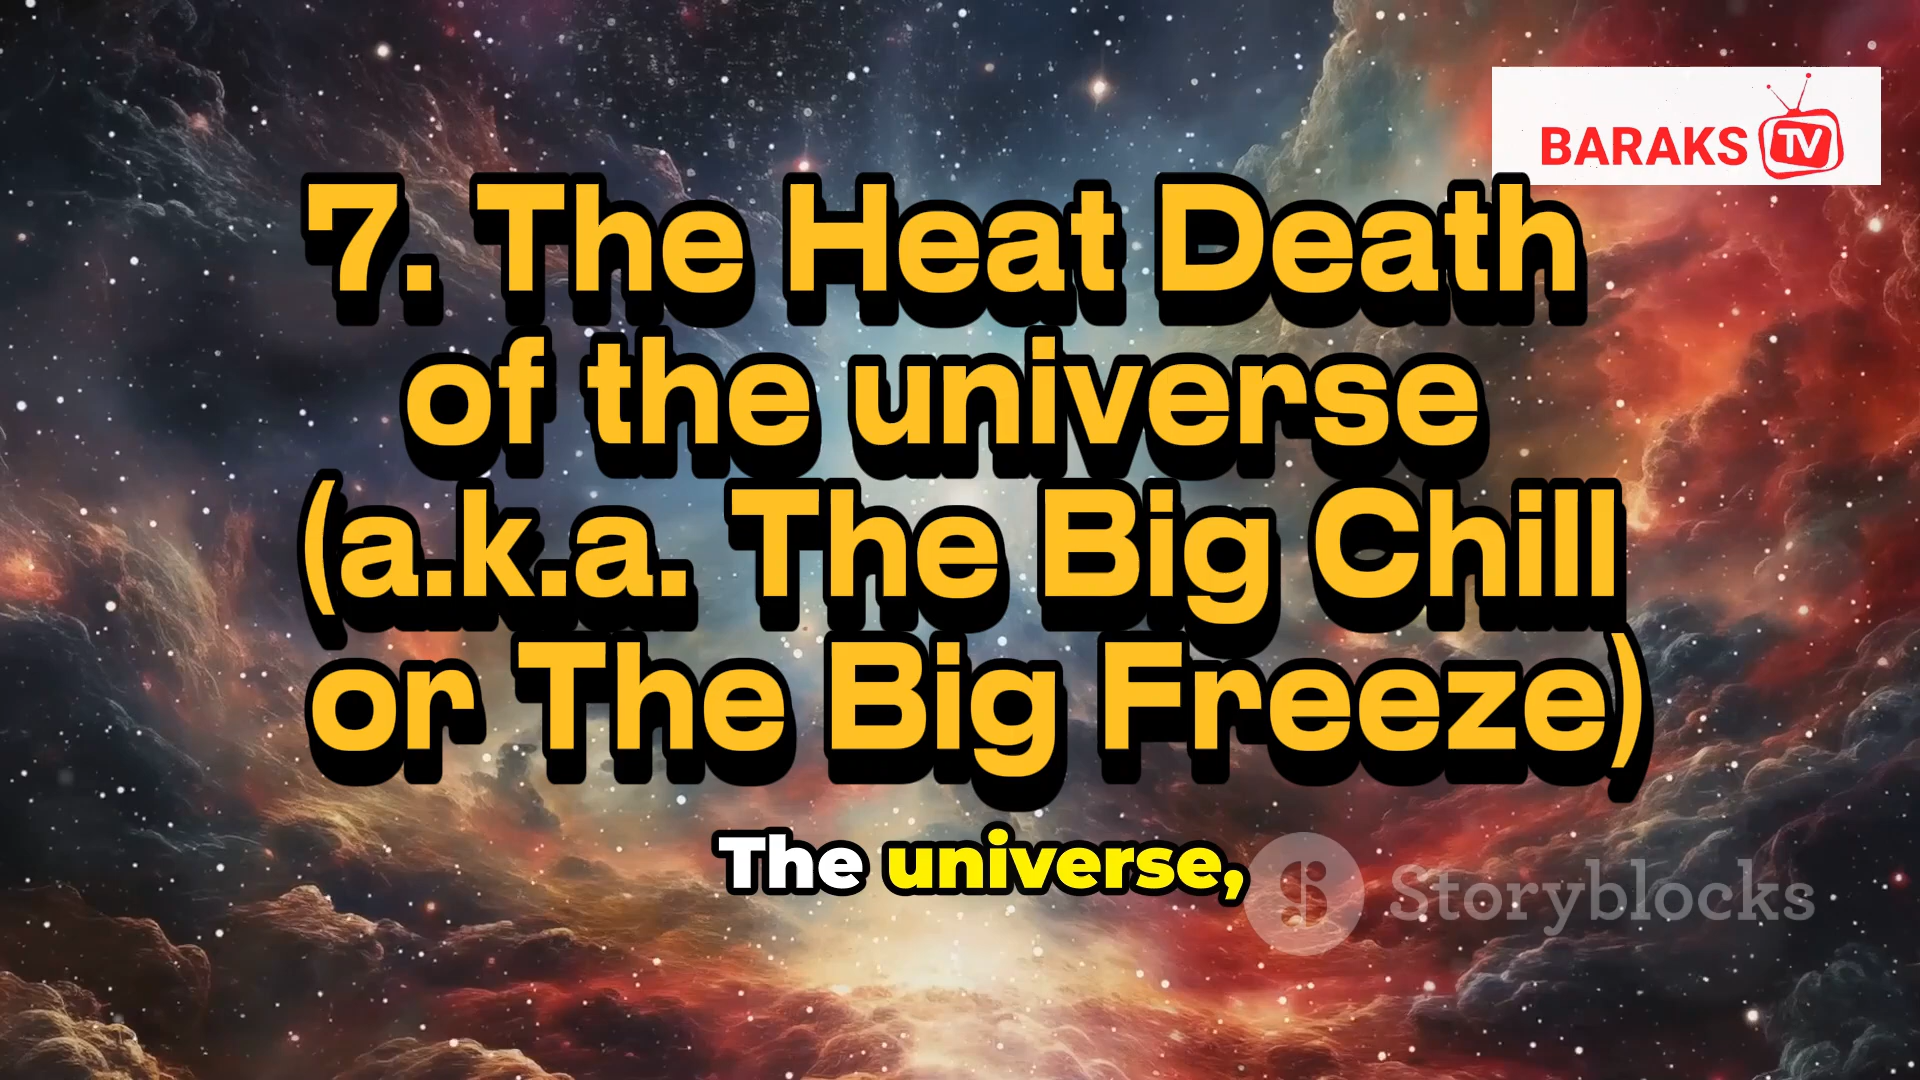 BARAKS TV
7. The Heat Death
of the universe
(a.k.a. The Big Chill
or The Big Freeze)
The universe,
Storyblocks